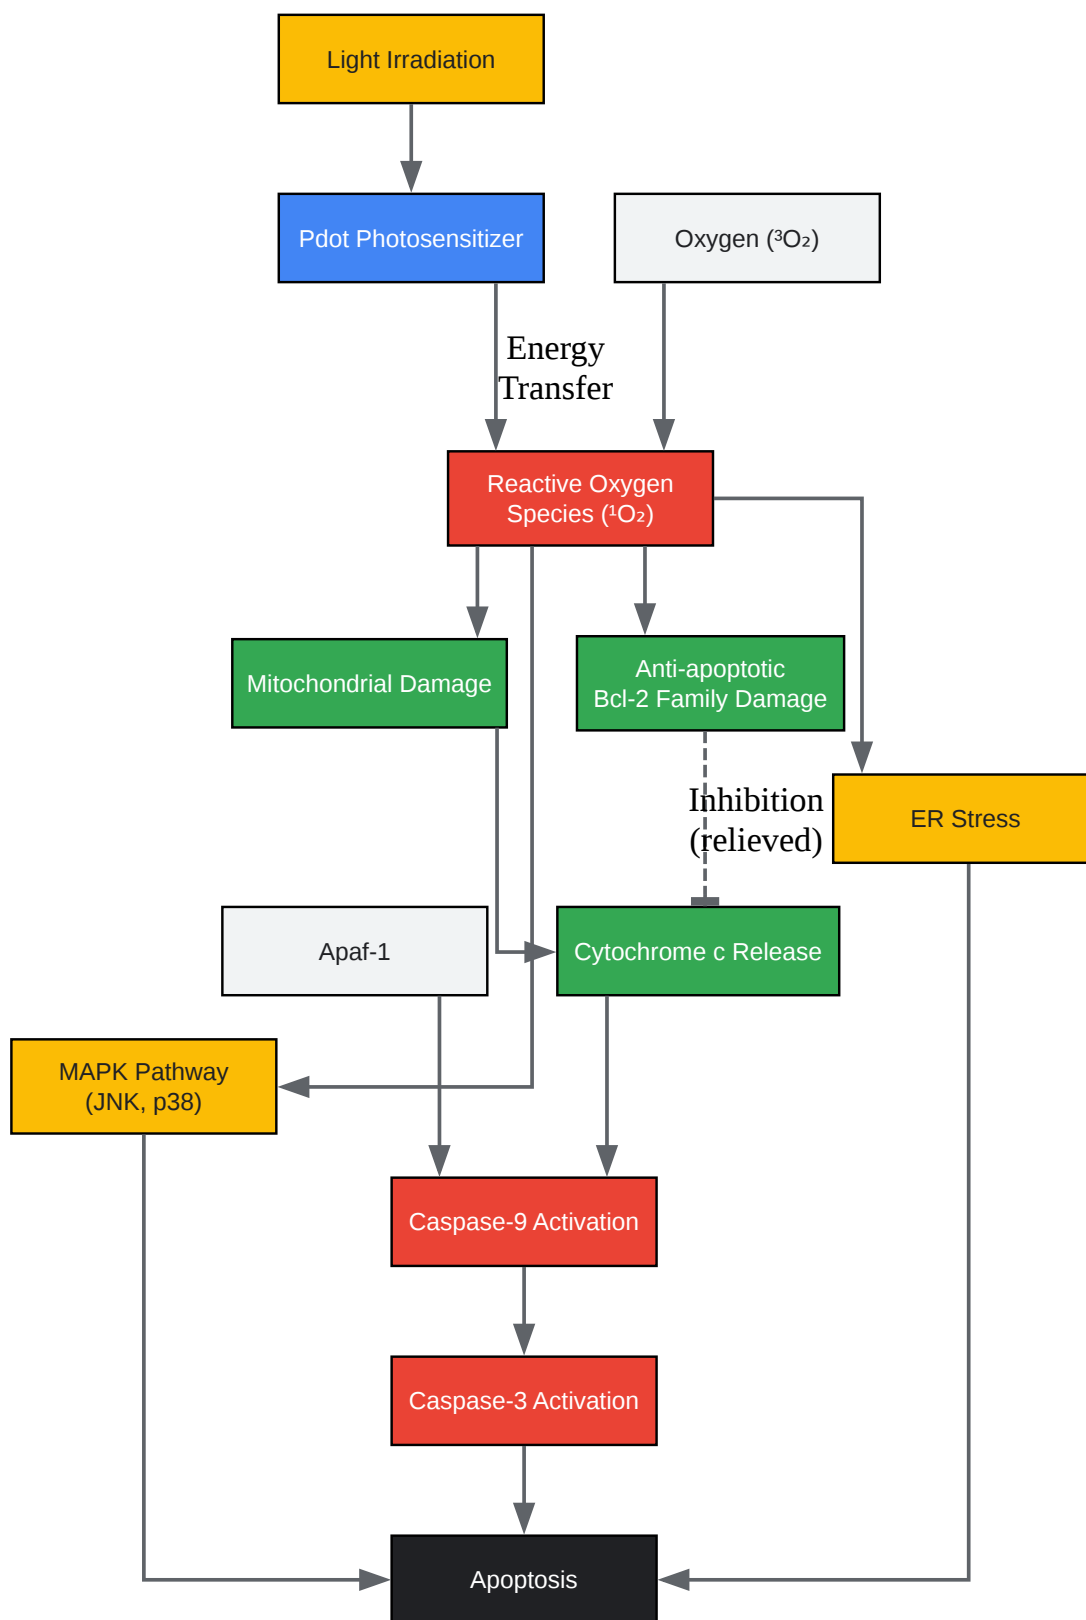 Light Irradiation
Pdot Photosensitizer
Oxygen (³O₂)
Energy
Transfer
Reactive Oxygen
Species (¹O₂)
Mitochondrial Damage
Anti-apoptotic
Bcl-2 Family Damage
Inhibition
(relieved)
ER Stress
Apaf-1
Cytochrome c Release
MAPK Pathway
(JNK, p38)
Caspase-9 Activation
Caspase-3 Activation
Apoptosis